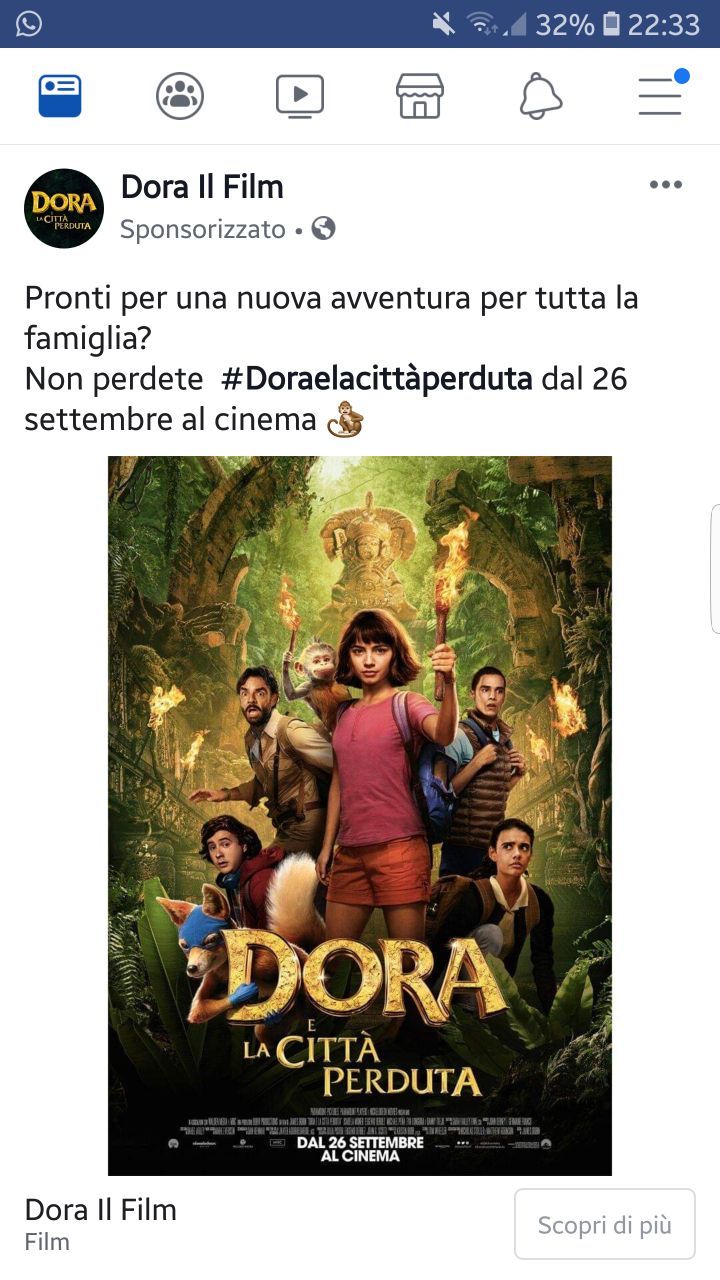 32% 22:33
DORA
LA CITTÀ
PERDUTA
Dora Il Film
Sponsorizzato •
Pronti per una nuova avventura per tutta la
famiglia?
Non perdete #Doraelacittàperduta dal 26
settembre al cinema
DORA
E
LA CITTÀ
PERDUTA
DAL 26 SETTEMBRE
AL CINEMA
Dora Il Film
Film
Scopri di più